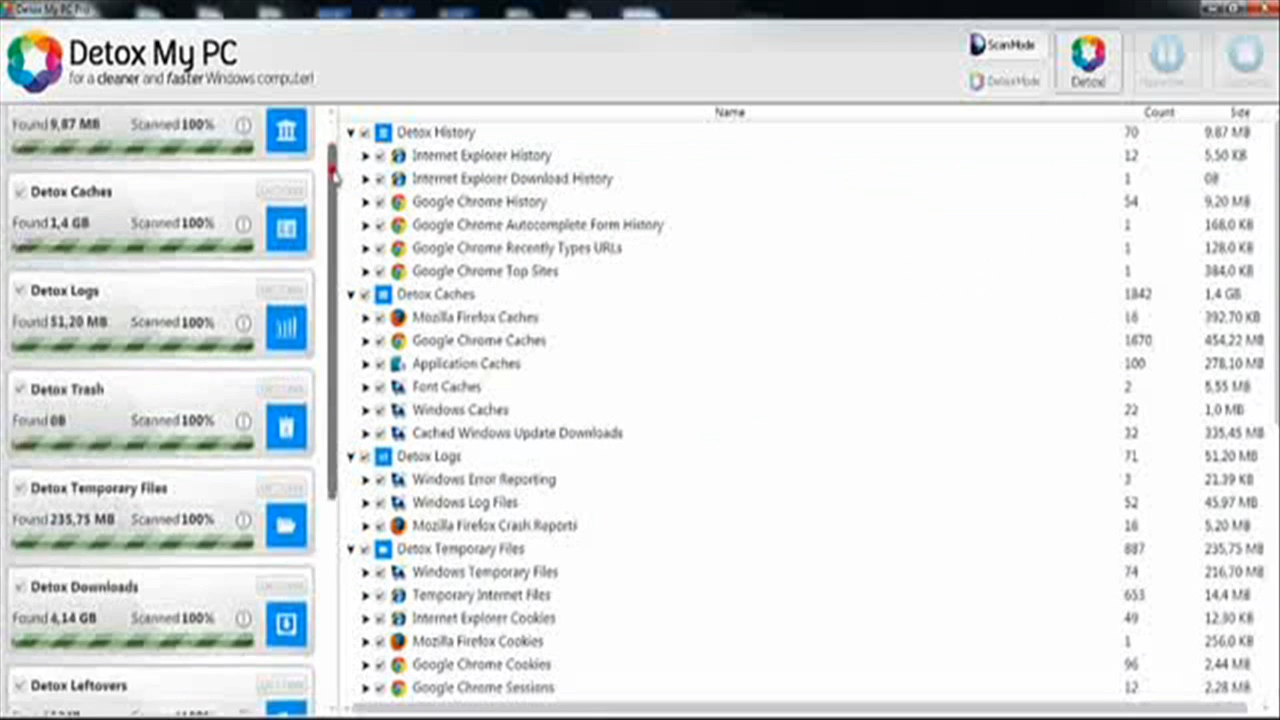 Detox My PC Pro
Detox My PC
for a cleaner and faster Windows computer!
ScanMode
DetoxMode
Detox!
Found 9,87 MB Scanned 100%
Detox Caches
Found 1,4 GB Scanned 100%
Detox Logs
Found 51,20 MB Scanned 100%
Detox Trash
Found 0B Scanned 100%
Detox Temporary Files
Found 235,75 MB Scanned 100%
Detox Downloads
Found 4,14 GB Scanned 100%
Detox Leftovers
Name Count Size
Detox History 70 9.87 MB
Internet Explorer History 12 5,50 KB
Internet Explorer Download History 1 0B
Google Chrome History 54 9,20 MB
Google Chrome Autocomplete Form History 1 168,0 KB
Google Chrome Recently Types URLs 1 128,0 KB
Google Chrome Top Sites 1 384,0 KB
Detox Caches 1842 1,4 GB
Mozilla Firefox Caches 16 392,70 KB
Google Chrome Caches 1670 454,22 MB
Application Caches 100 278,10 MB
Font Caches 2 5,55 MB
Windows Caches 22 1,0 MB
Cached Windows Update Downloads 32 335,45 MB
Detox Logs 71 51,20 MB
Windows Error Reporting 3 21,39 KB
Windows Log Files 52 45,97 MB
Mozilla Firefox Crash Reporti 16 5,20 MB
Detox Temporary Files 887 235,75 MB
Windows Temporary Files 74 216,70 MB
Temporary Internet Files 653 14,4 MB
Internet Explorer Cookies 49 12,30 KB
Mozilla Firefox Cookies 1 256,0 KB
Google Chrome Cookies 96 2,44 MB
Google Chrome Sessions 12 2,28 MB